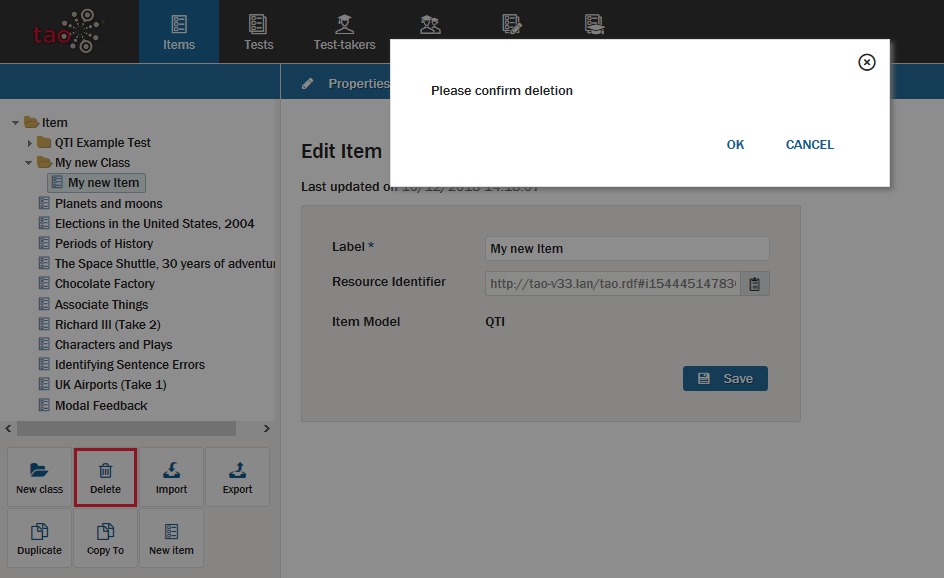 tao
Items
Tests
Test-takers
Please confirm deletion
OK
CANCEL
Properties
Item
QTI Example Test
My new Class
My new Item
Planets and moons
Elections in the United States, 2004
Periods of History
The Space Shuttle, 30 years of adventur
Chocolate Factory
Associate Things
Richard III (Take 2)
Characters and Plays
Identifying Sentence Errors
UK Airports (Take 1)
Modal Feedback
New class
Delete
Import
Export
Duplicate
Copy To
New item
Edit Item
Last updated on
Label *
My new Item
Resource Identifier
http://tao-v33.lan/tao.rdf#i154445147836
Item Model
QTI
Save